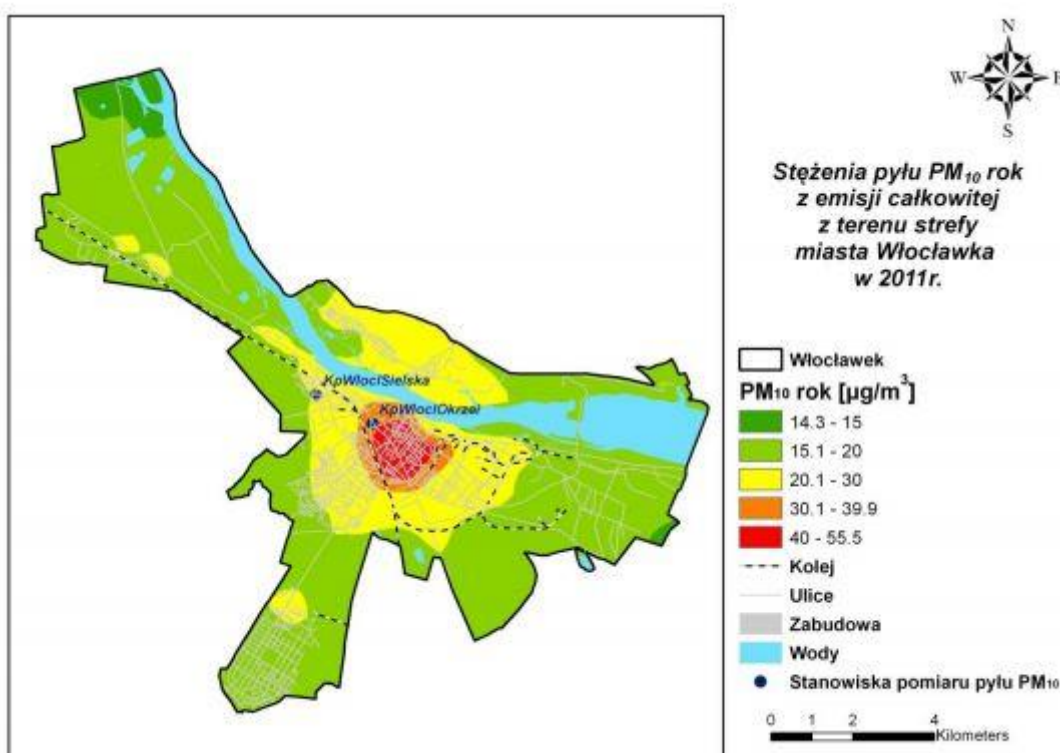 N
W E
S
Stężenia pyłu PM10 rok
z emisji całkowitej
z terenu strefy
miasta Włocławka
w 2011r.
KpWloclSielska
KpWloclOkrzei
Włocławek
PM10 rok [µg/m³]
14.3 - 15
15.1 - 20
20.1 - 30
30.1 - 39.9
40 - 55.5
Kolej
Ulice
Zabudowa
Wody
Stanowiska pomiaru pyłu PM10
0 1 2 4
Kilometers